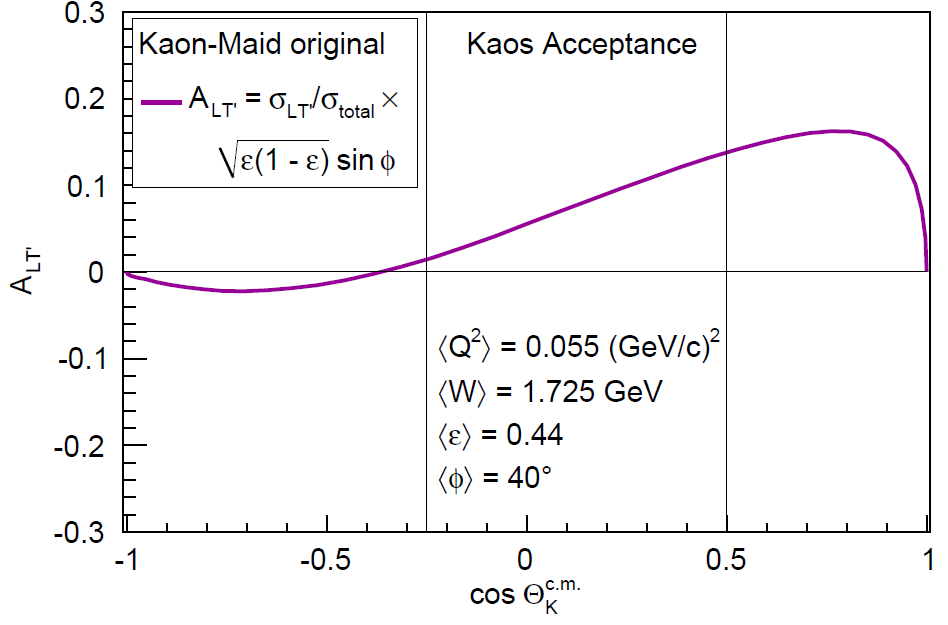 0.3
0.2
0.1
0
-0.1
-0.2
-0.3
A_LT'
Kaon-Maid original
A_LT' = σ_LT'/σ_total ×
√ε(1 - ε) sin ϕ
Kaos Acceptance
⟨Q²⟩ = 0.055 (GeV/c)²
⟨W⟩ = 1.725 GeV
⟨ε⟩ = 0.44
⟨ϕ⟩ = 40°
-1 -0.5 0 0.5 1
cos Θ_K^c.m.